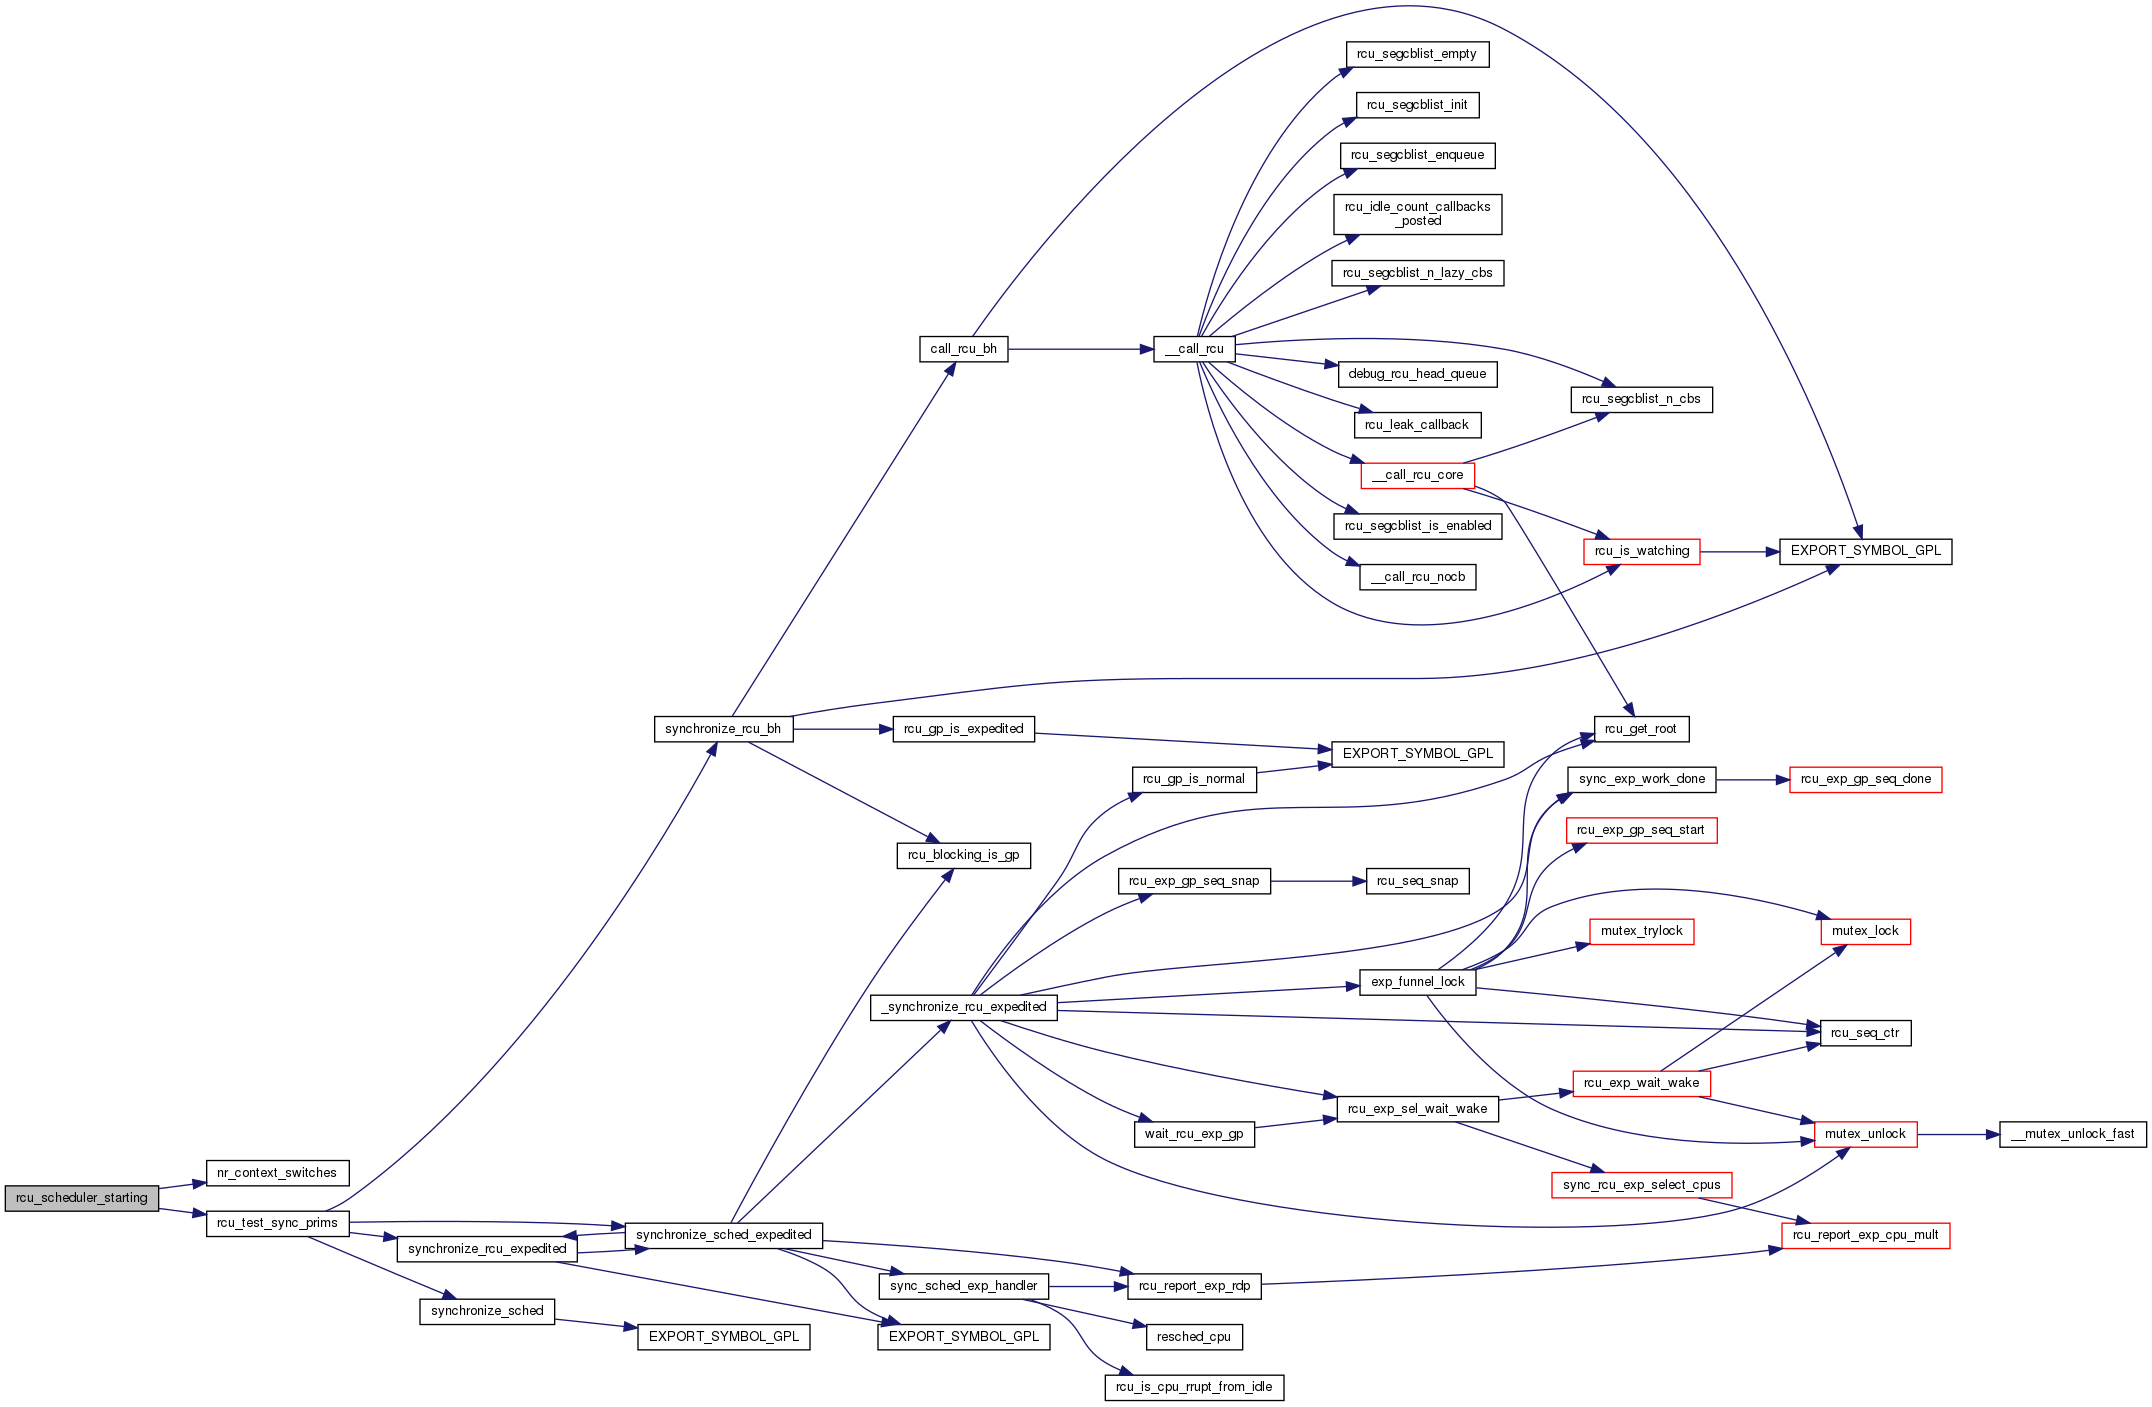 rcu_segcblist_empty
rcu_segcblist_init
rcu_segcblist_enqueue
rcu_idle_count_callbacks
_posted
rcu_segcblist_n_lazy_cbs
call_rcu_bh
__call_rcu
debug_rcu_head_queue
rcu_segcblist_n_cbs
rcu_leak_callback
__call_rcu_core
rcu_segcblist_is_enabled
rcu_is_watching
EXPORT_SYMBOL_GPL
__call_rcu_nocb
synchronize_rcu_bh
rcu_gp_is_expedited
rcu_get_root
EXPORT_SYMBOL_GPL
rcu_gp_is_normal
sync_exp_work_done
rcu_exp_gp_seq_done
rcu_exp_gp_seq_start
rcu_blocking_is_gp
rcu_exp_gp_seq_snap
rcu_seq_snap
mutex_trylock
mutex_lock
exp_funnel_lock
_synchronize_rcu_expedited
rcu_seq_ctr
rcu_exp_wait_wake
rcu_exp_sel_wait_wake
wait_rcu_exp_gp
mutex_unlock
__mutex_unlock_fast
nr_context_switches
sync_rcu_exp_select_cpus
rcu_scheduler_starting
rcu_test_sync_prims
synchronize_sched_expedited
rcu_report_exp_cpu_mult
synchronize_rcu_expedited
sync_sched_exp_handler
rcu_report_exp_rdp
synchronize_sched
EXPORT_SYMBOL_GPL
EXPORT_SYMBOL_GPL
resched_cpu
rcu_is_cpu_rrupt_from_idle